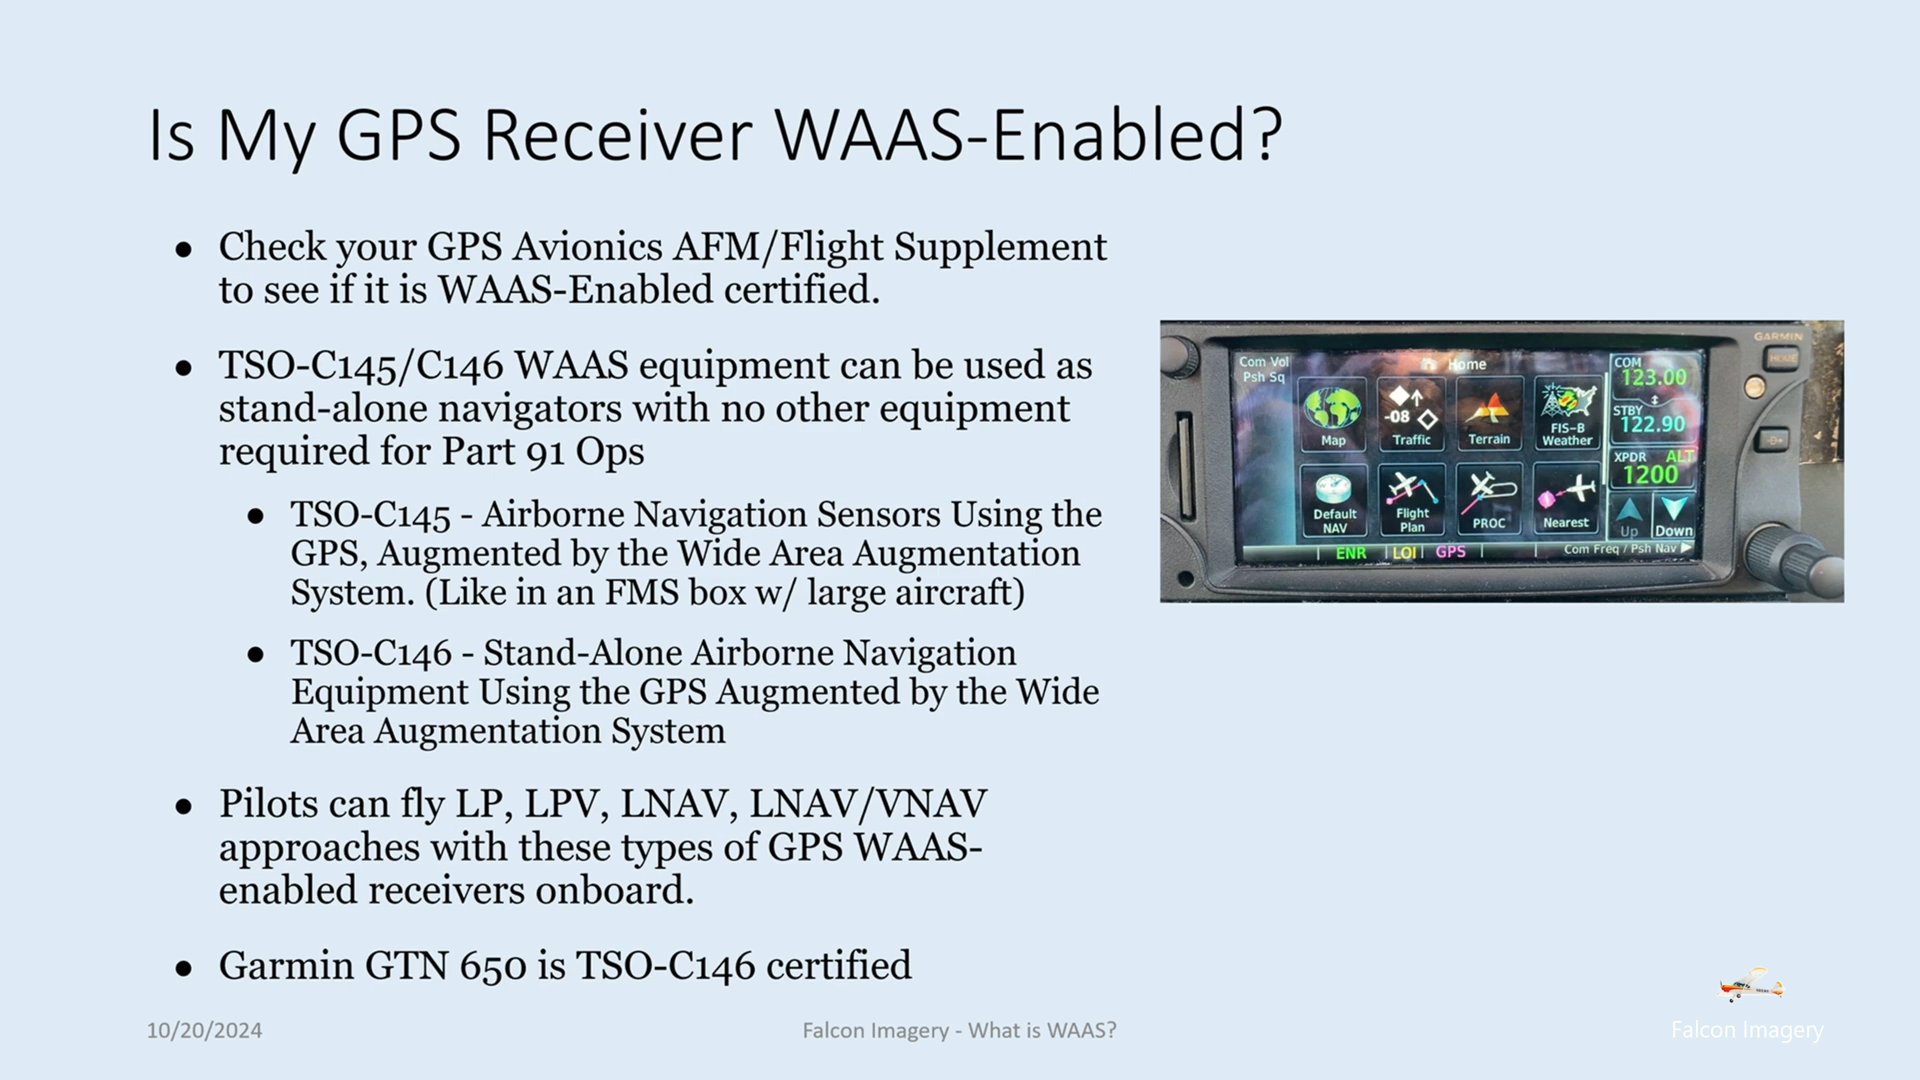 Is My GPS Receiver WAAS-Enabled?
● Check your GPS Avionics AFM/Flight Supplement
to see if it is WAAS-Enabled certified.
● TSO-C145/C146 WAAS equipment can be used as
stand-alone navigators with no other equipment
required for Part 91 Ops
● TSO-C145 - Airborne Navigation Sensors Using the
GPS, Augmented by the Wide Area Augmentation
System. (Like in an FMS box w/ large aircraft)
● TSO-C146 - Stand-Alone Airborne Navigation
Equipment Using the GPS Augmented by the Wide
Area Augmentation System
● Pilots can fly LP, LPV, LNAV, LNAV/VNAV
approaches with these types of GPS WAAS-
enabled receivers onboard.
● Garmin GTN 650 is TSO-C146 certified
GARMIN
Com Vol
Psh Sq
Home
COM
123.00
STBY
122.90
XPDR ALT
1200
Map
-08
Traffic
Terrain
FIS-B
Weather
Default
NAV
Flight
Plan
PROC
Nearest
Up
Down
ENR
LOI
GPS
Com Freq / Psh Nav
10/20/2024
Falcon Imagery - What is WAAS?
Falcon Imagery